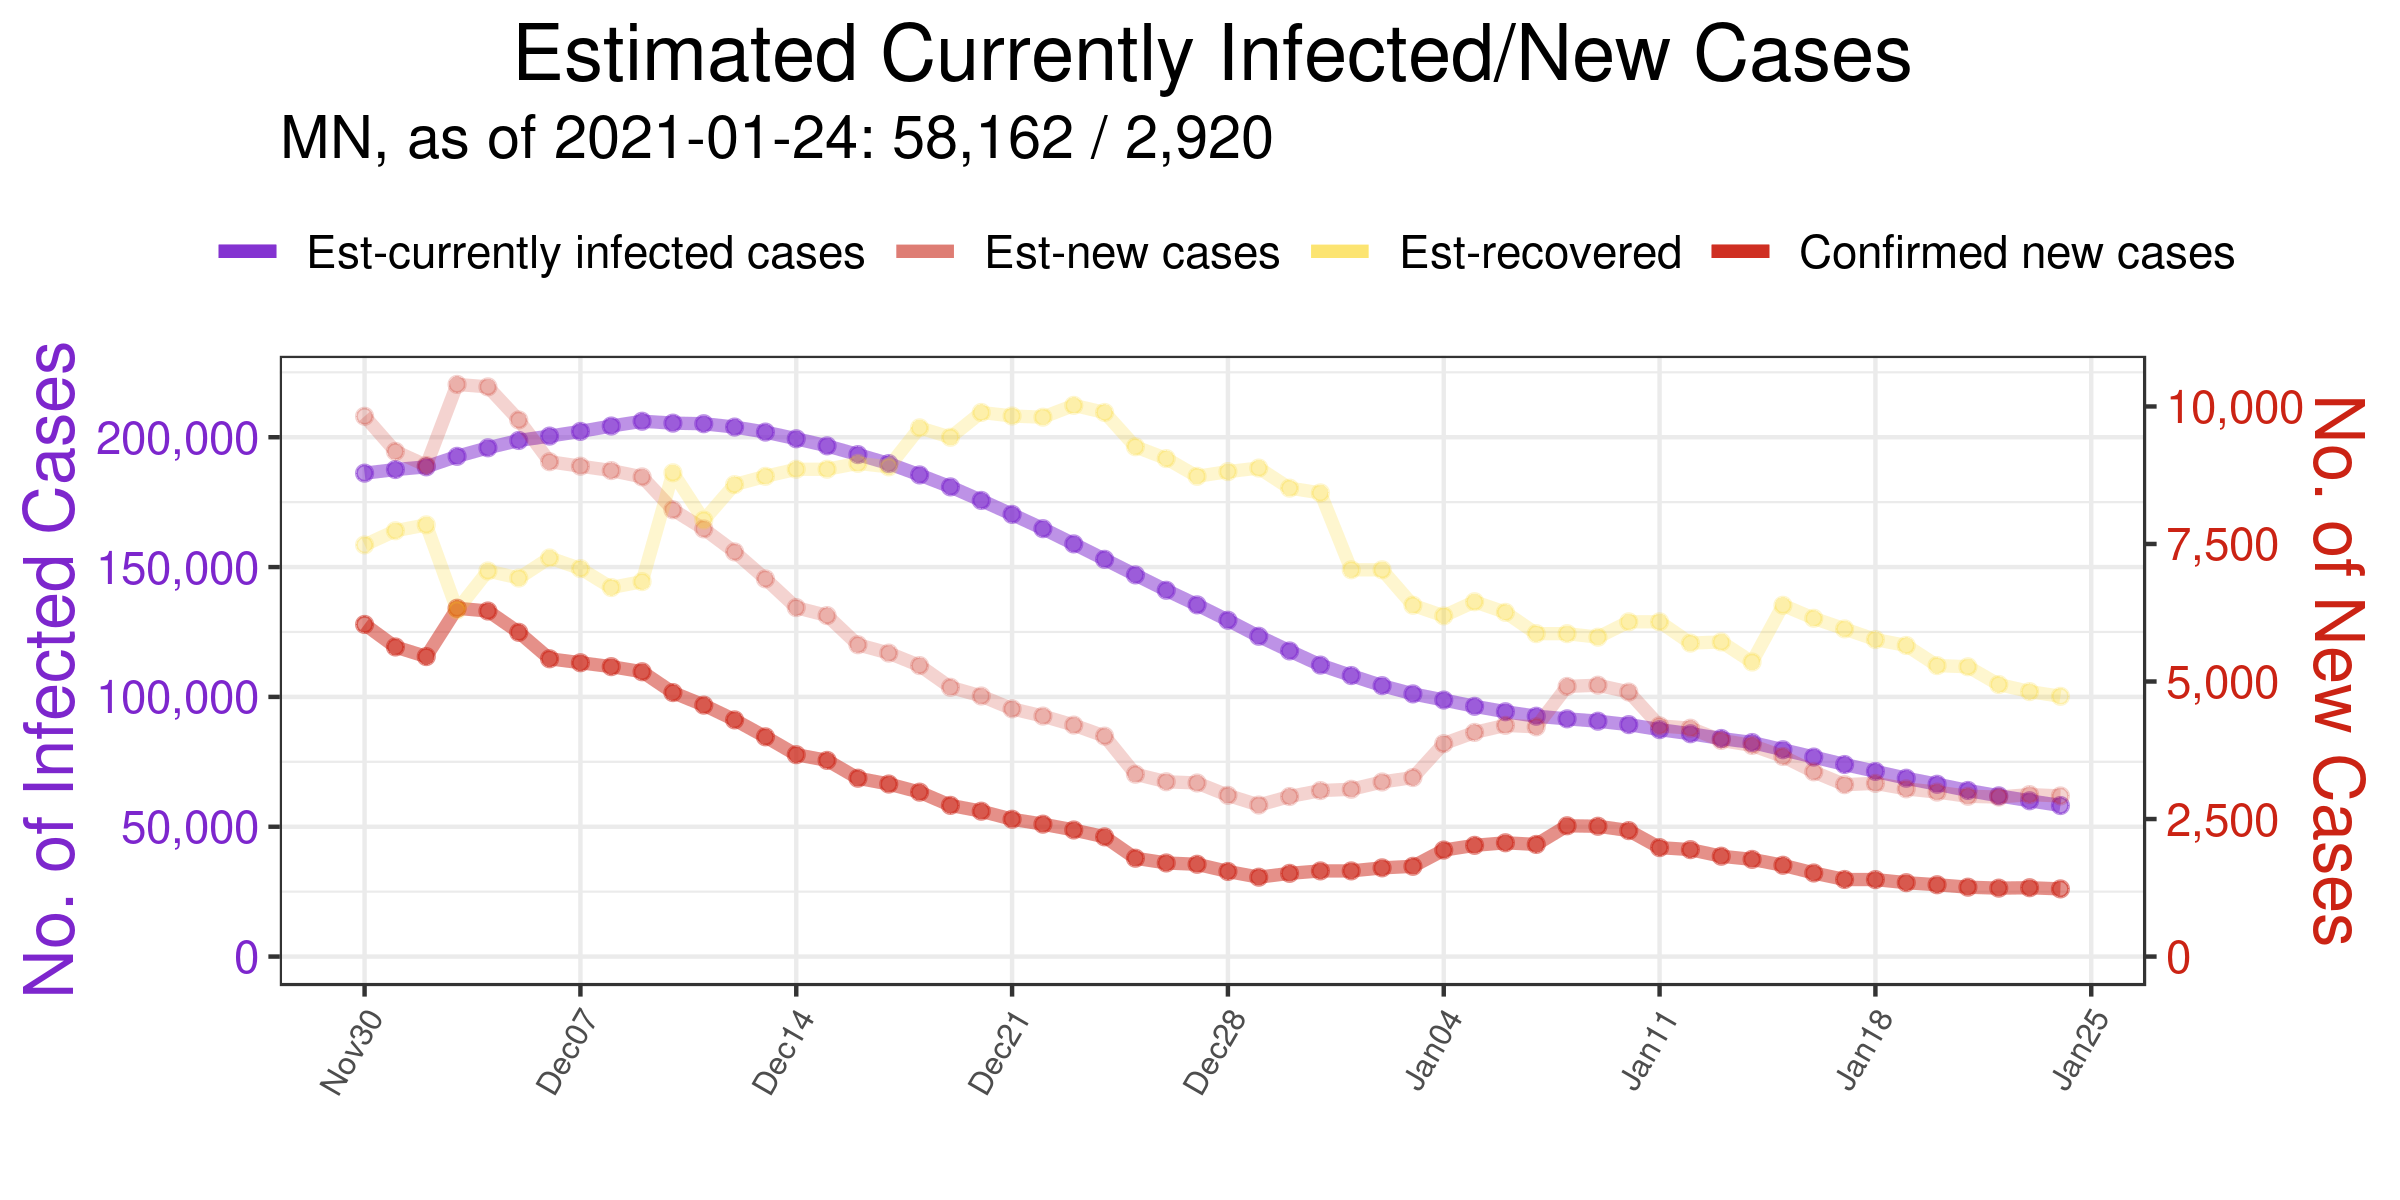 Estimated Currently Infected/New Cases
MN, as of 2021-01-24: 58,162 / 2,920
Est-currently infected cases Est-new cases Est-recovered Confirmed new cases
No. of Infected Cases
200,000
150,000
100,000
50,000
0
10,000
7,500
5,000
2,500
0
No. of New Cases
Nov30 Dec07 Dec14 Dec21 Dec28 Jan04 Jan11 Jan18 Jan25